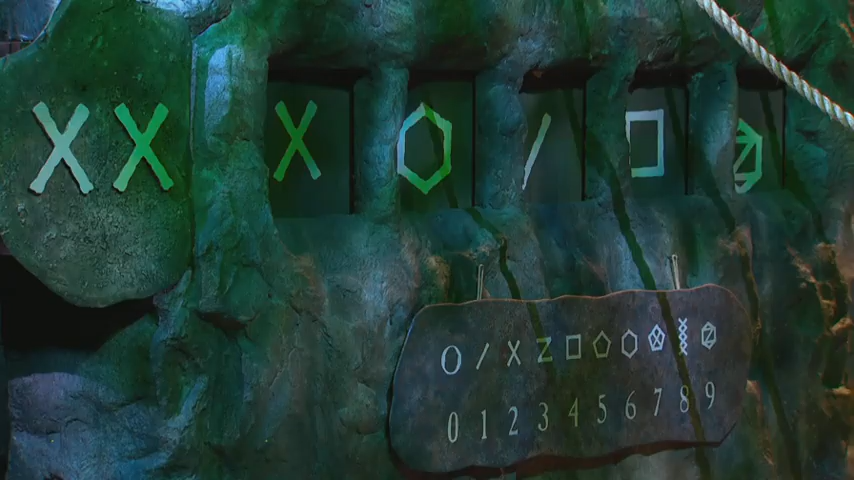 X X X ⬡ / □
O / X Z □ ⬠ ⬡
0 1 2 3 4 5 6 7 8 9